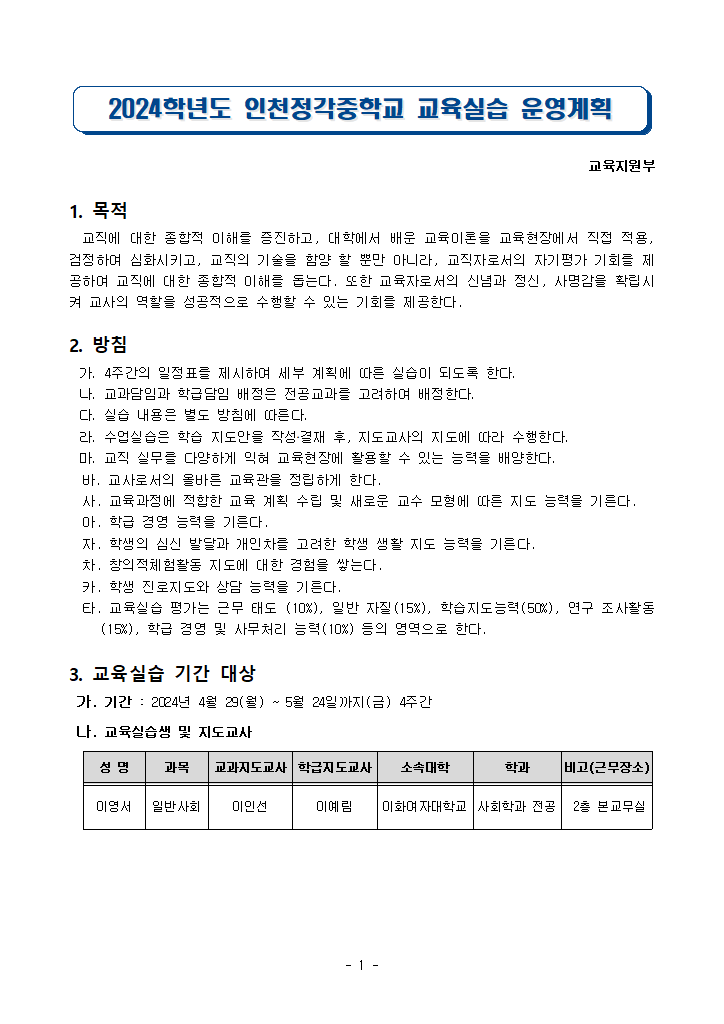 2024학년도 인천정각중학교 교육실습 운영계획
교육지원부
1. 목적
교직에 대한 종합적 이해를 증진하고, 대학에서 배운 교육이론을 교육현장에서 직접 적용,
검정하여 심화시키고, 교직의 기술을 함양 할 뿐만 아니라, 교직자로서의 자기평가 기회를 제
공하여 교직에 대한 종합적 이해를 돕는다. 또한 교육자로서의 신념과 정신, 사명감을 확립시
켜 교사의 역할을 성공적으로 수행할 수 있는 기회를 제공한다.
2. 방침
가. 4주간의 일정표를 제시하여 세부 계획에 따른 실습이 되도록 한다.
나. 교과담임과 학급담임 배정은 전공교과를 고려하여 배정한다.
다. 실습 내용은 별도 방침에 따른다.
라. 수업실습은 학습 지도안을 작성·결재 후, 지도교사의 지도에 따라 수행한다.
마. 교직 실무를 다양하게 익혀 교육현장에 활용할 수 있는 능력을 배양한다.
바. 교사로서의 올바른 교육관을 정립하게 한다.
사. 교육과정에 적합한 교육 계획 수립 및 새로운 교수 모형에 따른 지도 능력을 기른다.
아. 학급 경영 능력을 기른다.
자. 학생의 심신 발달과 개인차를 고려한 학생 생활 지도 능력을 기른다.
차. 창의적체험활동 지도에 대한 경험을 쌓는다.
카. 학생 진로지도와 상담 능력을 기른다.
타. 교육실습 평가는 근무 태도 (10%), 일반 자질(15%), 학습지도능력(50%), 연구 조사활동
(15%), 학급 경영 및 사무처리 능력(10%) 등의 영역으로 한다.
3. 교육실습 기간 대상
가. 기간 : 2024년 4월 29(월) ~ 5월 24일까지(금) 4주간
나. 교육실습생 및 지도교사
성 명 과목 교과지도교사 학급지도교사 소속대학 학과 비고(근무장소)
이영서 일반사회 이인선 이예림 이화여자대학교 사회학과 전공 2층 본교무실
- 1 -